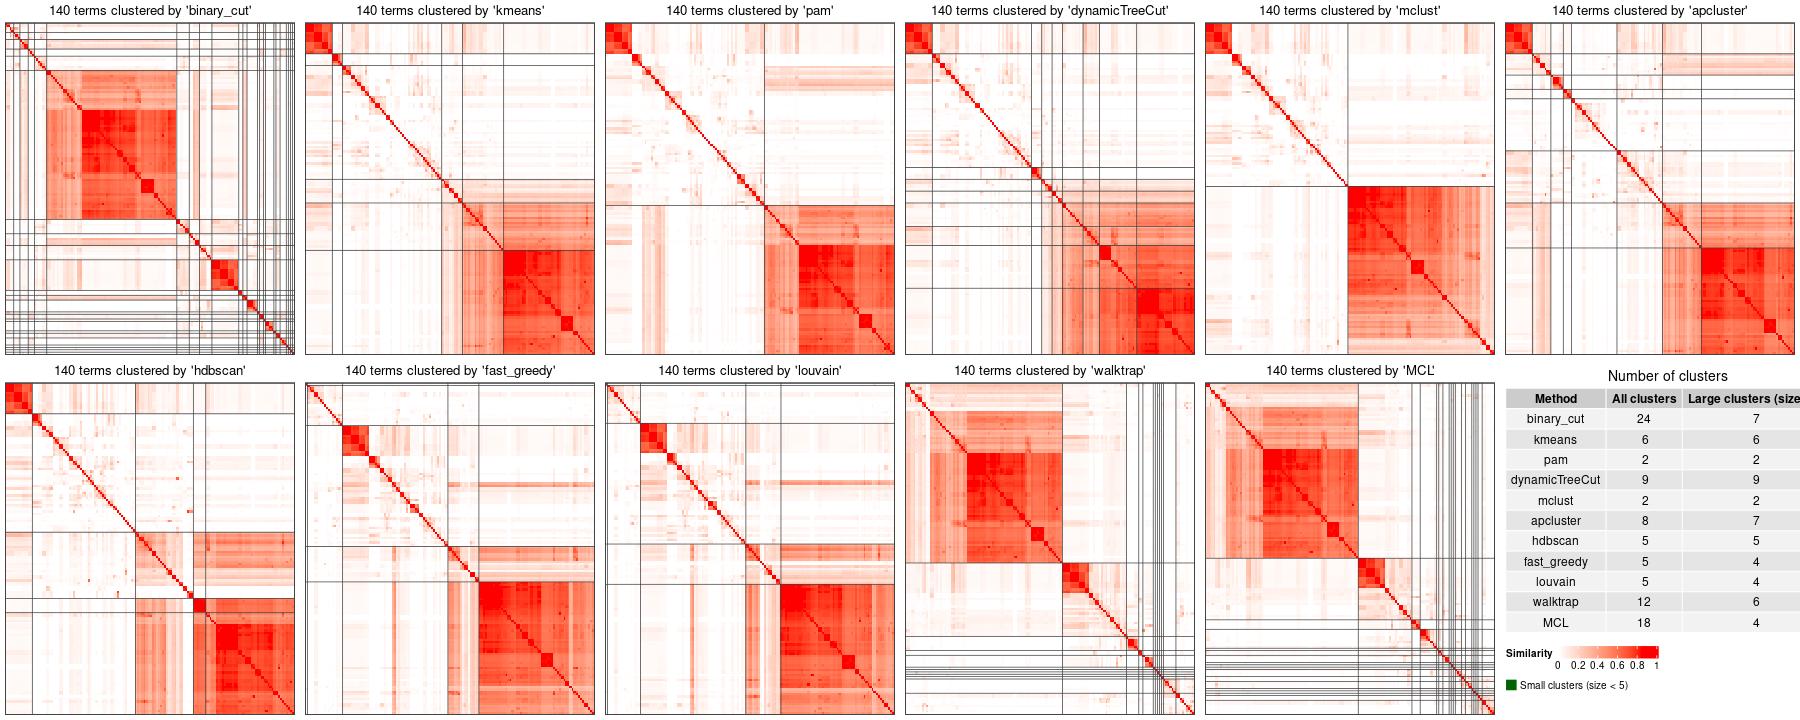 140 terms clustered by 'binary_cut'
140 terms clustered by 'kmeans'
140 terms clustered by 'pam'
140 terms clustered by 'dynamicTreeCut'
140 terms clustered by 'mclust'
140 terms clustered by 'apcluster'
140 terms clustered by 'hdbscan'
140 terms clustered by 'fast_greedy'
140 terms clustered by 'louvain'
140 terms clustered by 'walktrap'
140 terms clustered by 'MCL'
Number of clusters
Method All clusters Large clusters (size
binary_cut 24 7
kmeans 6 6
pam 2 2
dynamicTreeCut 9 9
mclust 2 2
apcluster 8 7
hdbscan 5 5
fast_greedy 5 4
louvain 5 4
walktrap 12 6
MCL 18 4
Similarity
0 0.2 0.4 0.6 0.8 1
Small clusters (size < 5)